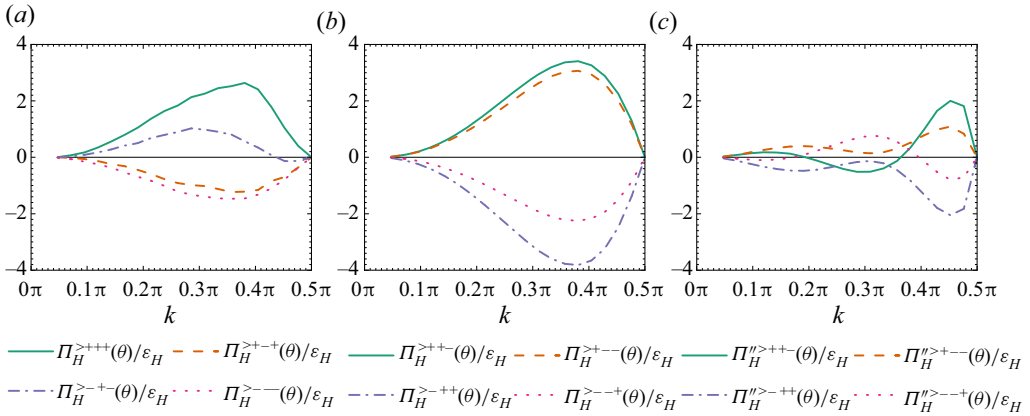 (a) (b) (c)
4 4 4
2 2 2
0 0 0
−2 −2 −2
−4 −4 −4
0π 0.1π 0.2π 0.3π 0.4π 0.5π 0π 0.1π 0.2π 0.3π 0.4π 0.5π 0π 0.1π 0.2π 0.3π 0.4π 0.5π
k k k
Π_H^{>+++}(θ)/ε_H Π_H^{>+−+}(θ)/ε_H Π_H^{>++−}(θ)/ε_H Π_H^{>+−−}(θ)/ε_H Π_H^{″>++−}(θ)/ε_H Π_H^{″>+−−}(θ)/ε_H
Π_H^{>−+−}(θ)/ε_H Π_H^{>−−−}(θ)/ε_H Π_H^{>−++}(θ)/ε_H Π_H^{>−−+}(θ)/ε_H Π_H^{″>−++}(θ)/ε_H Π_H^{″>−−+}(θ)/ε_H